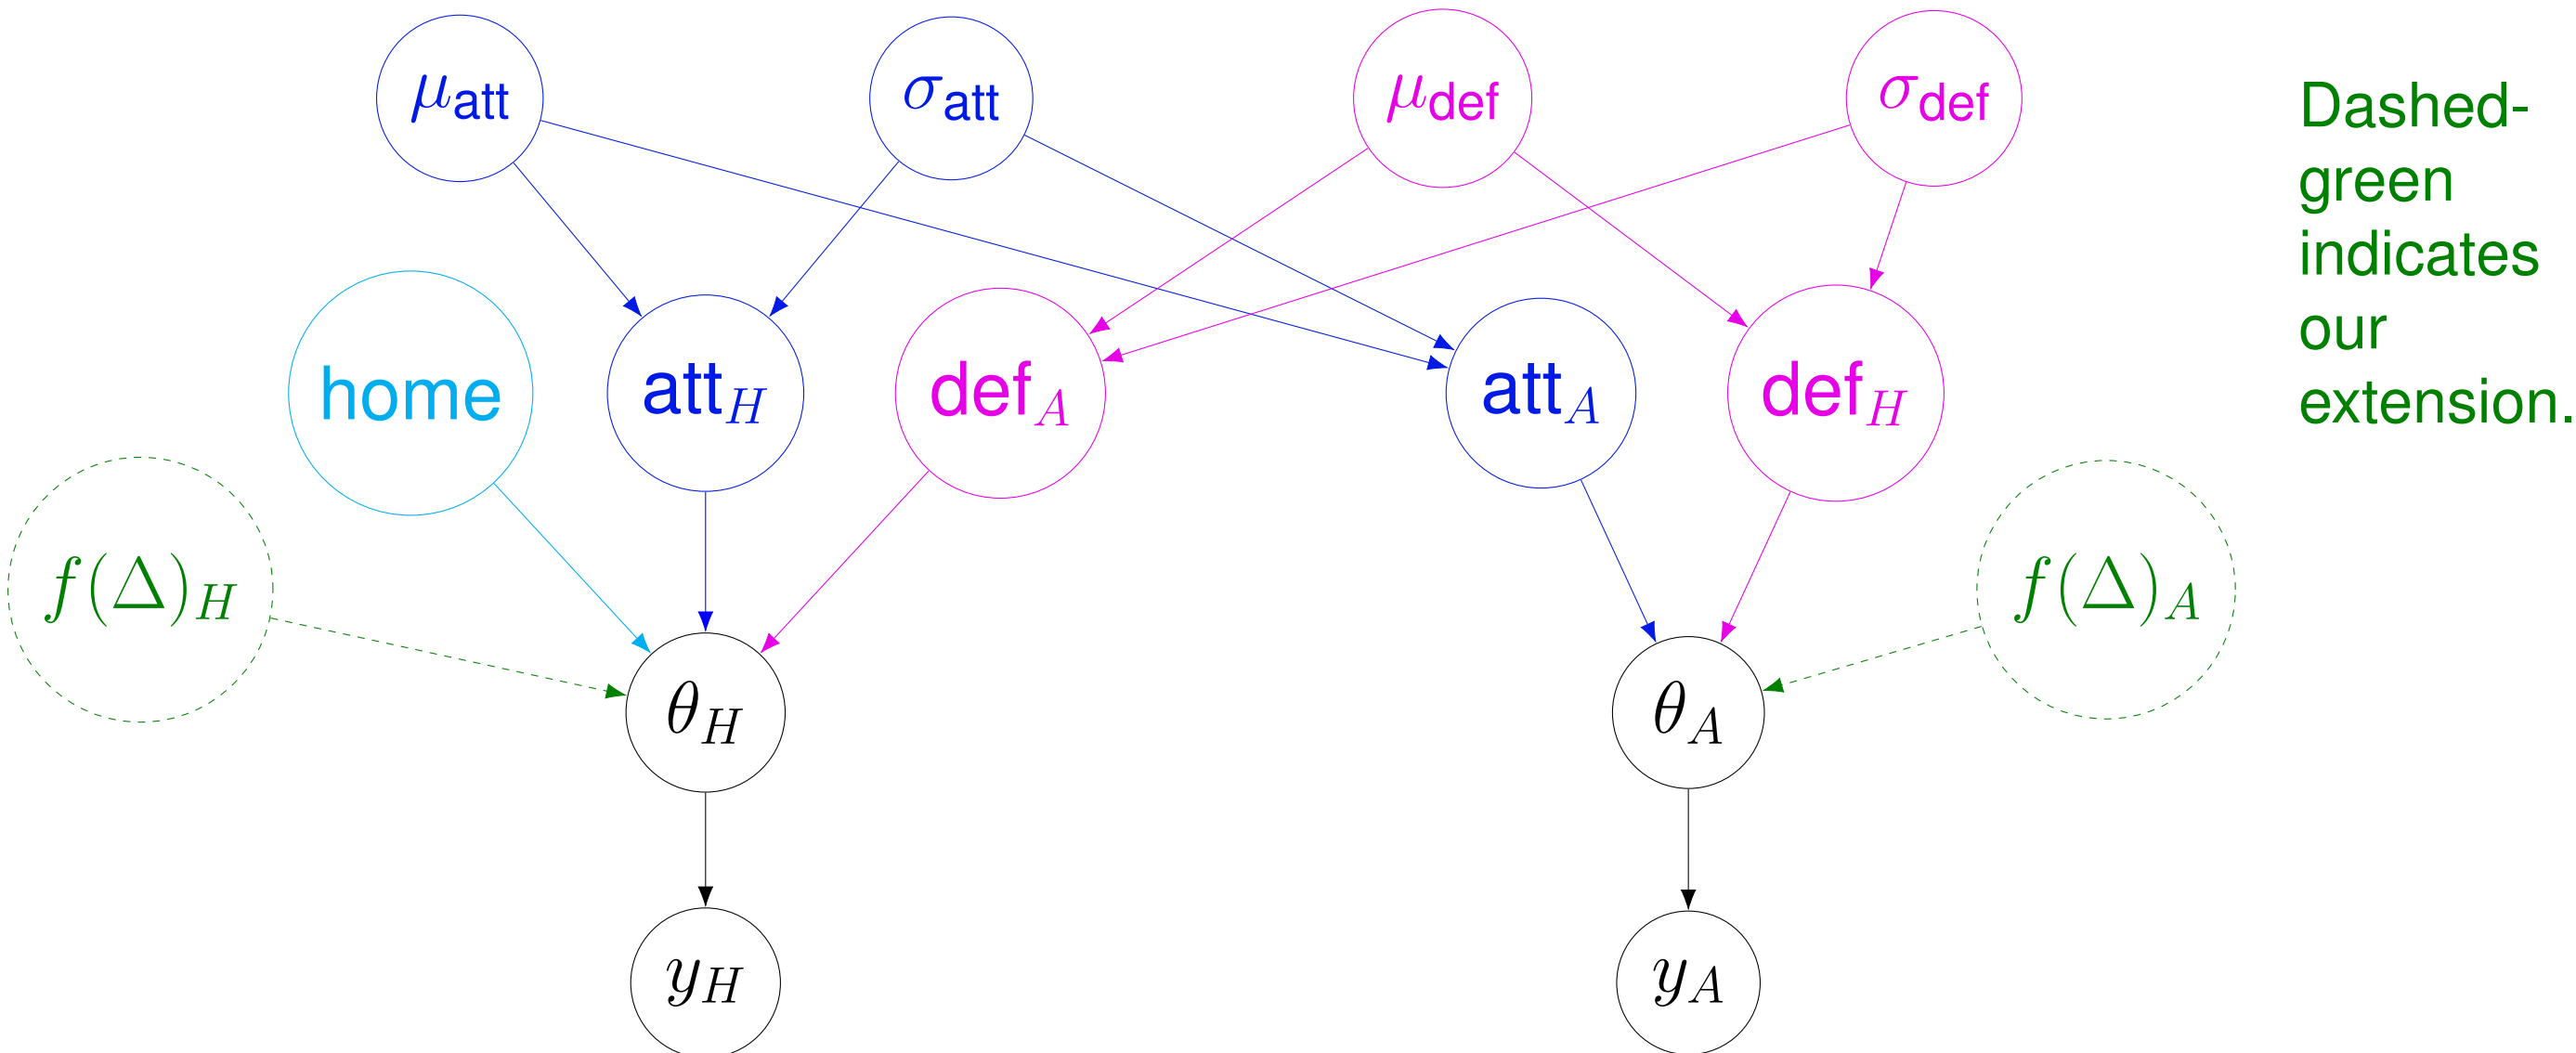 μatt σatt μdef σdef
Dashed-
green
indicates
our
extension.
home attH defA attA defH
f(Δ)H f(Δ)A
θH θA
yH yA